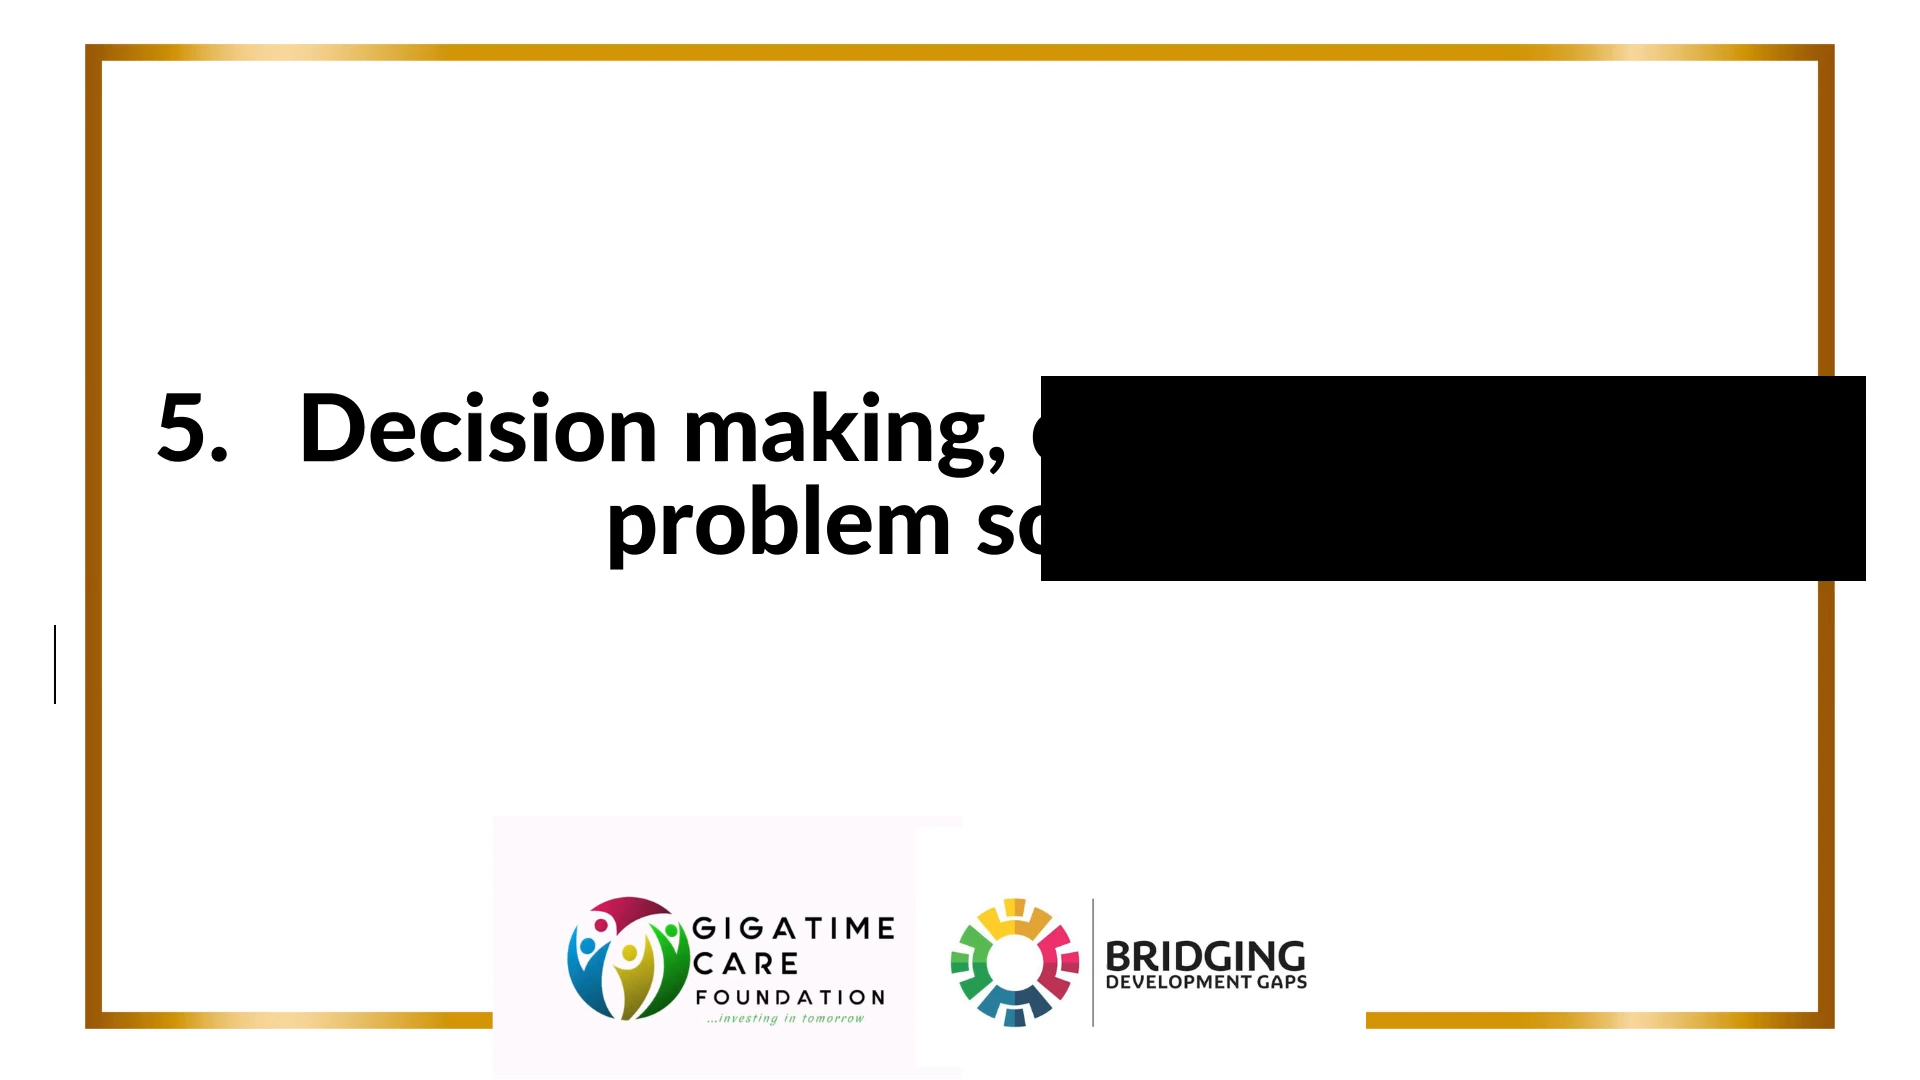 5. Decision making,
problem
GIGATIME
CARE
FOUNDATION
...investing in tomorrow
BRIDGING
DEVELOPMENT GAPS